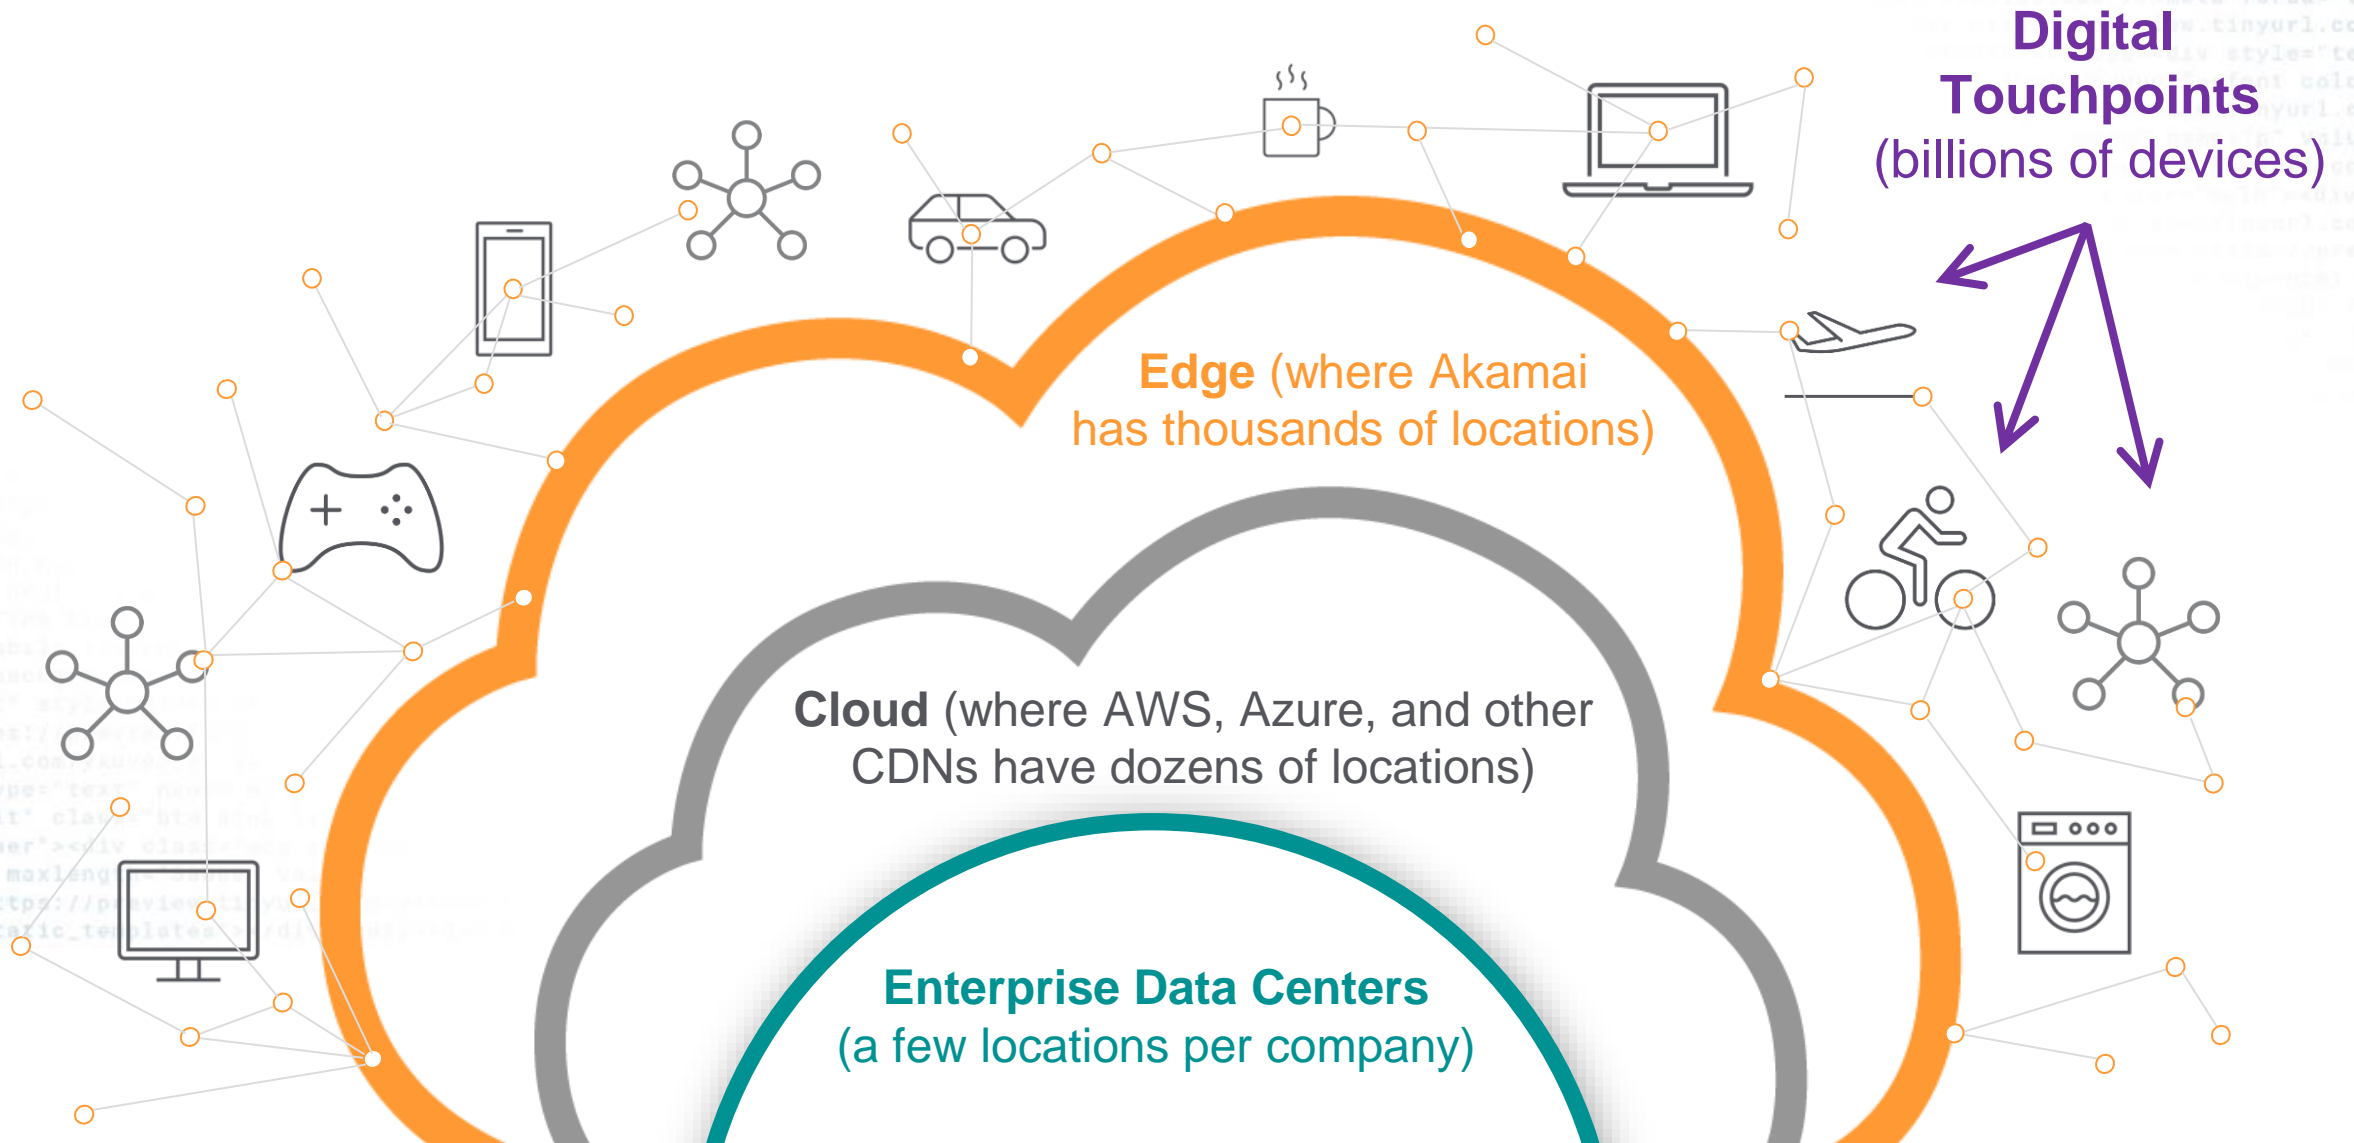 Digital
Touchpoints
(billions of devices)
Edge (where Akamai
has thousands of locations)
Cloud (where AWS, Azure, and other
CDNs have dozens of locations)
Enterprise Data Centers
(a few locations per company)